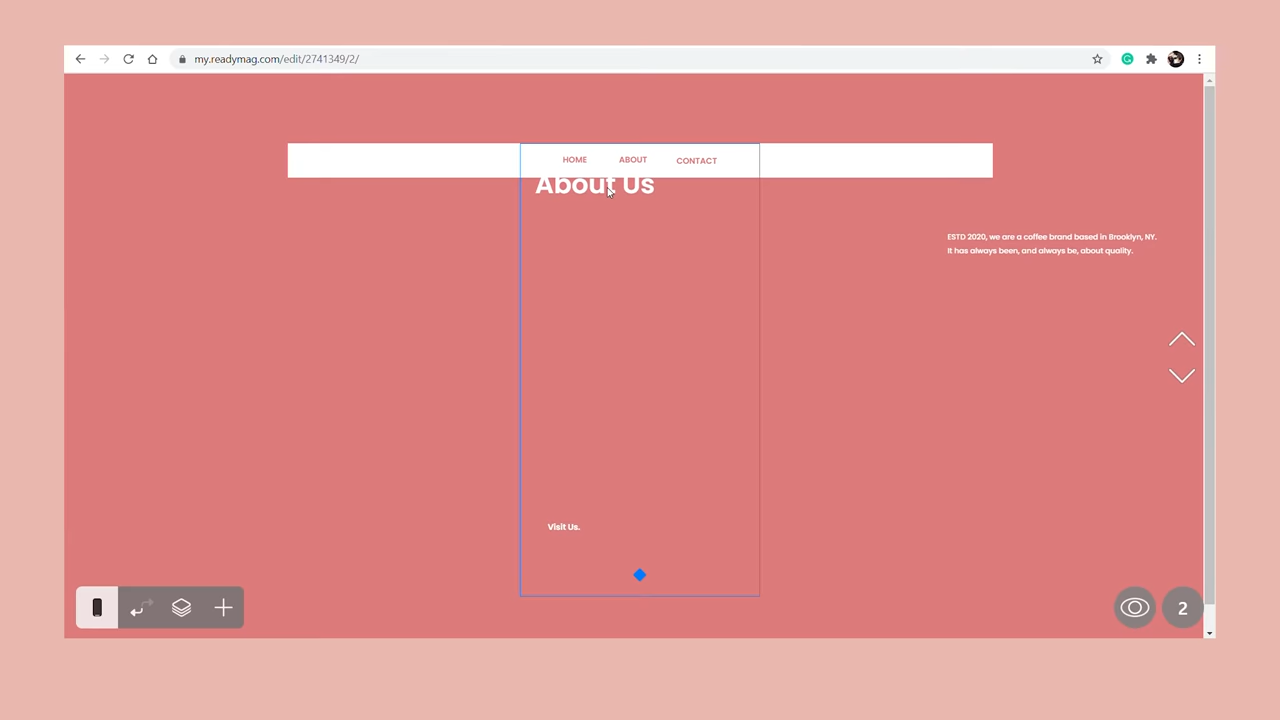 my.readymag.com/edit/2741349/2/
HOME ABOUT CONTACT
About Us
ESTD 2020, we are a coffee brand based in Brooklyn, NY.
It has always been, and always be, about quality.
Visit Us.
2